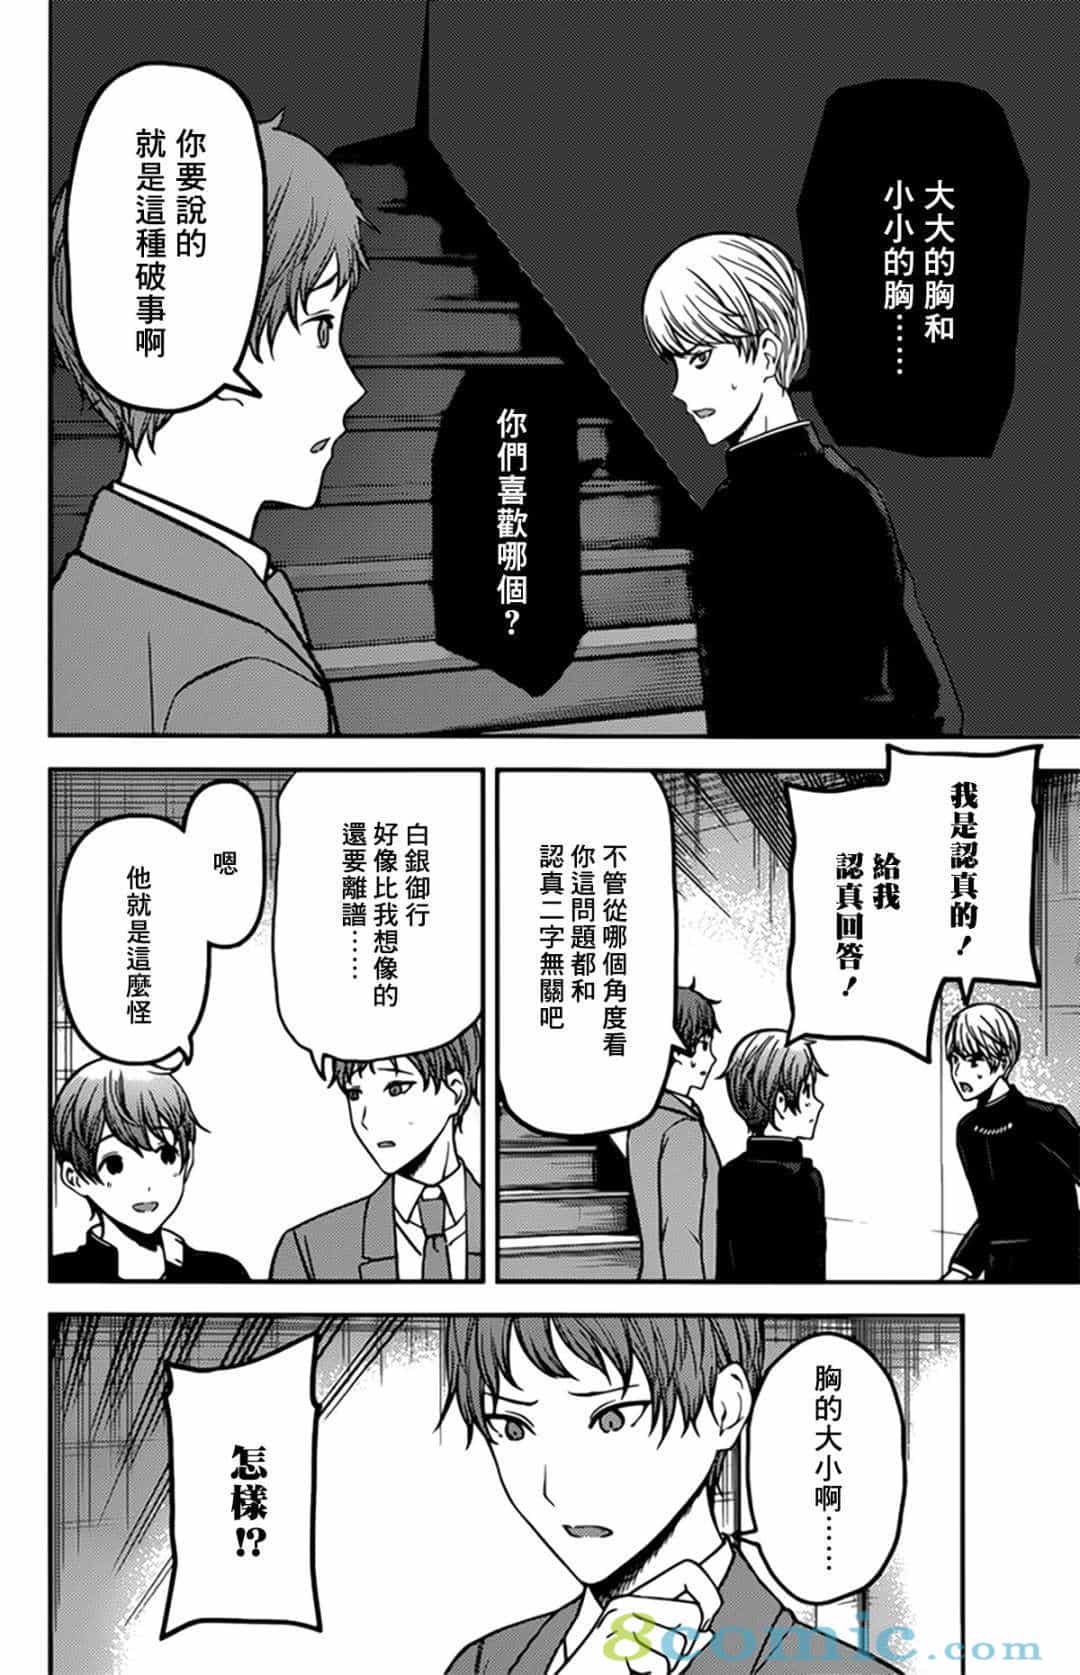 大大的胸和
小小的胸……
你們喜歡哪個?
你要說的
就是這種破事啊
我是認真的!
給我
認真回答!
不管從哪個角度看
你這問題都和
認真二字無關吧
白銀御行
好像比我想像的
還要離譜……
嗯
他就是這麼怪
胸的大小啊……
怎樣!?
8comic.com